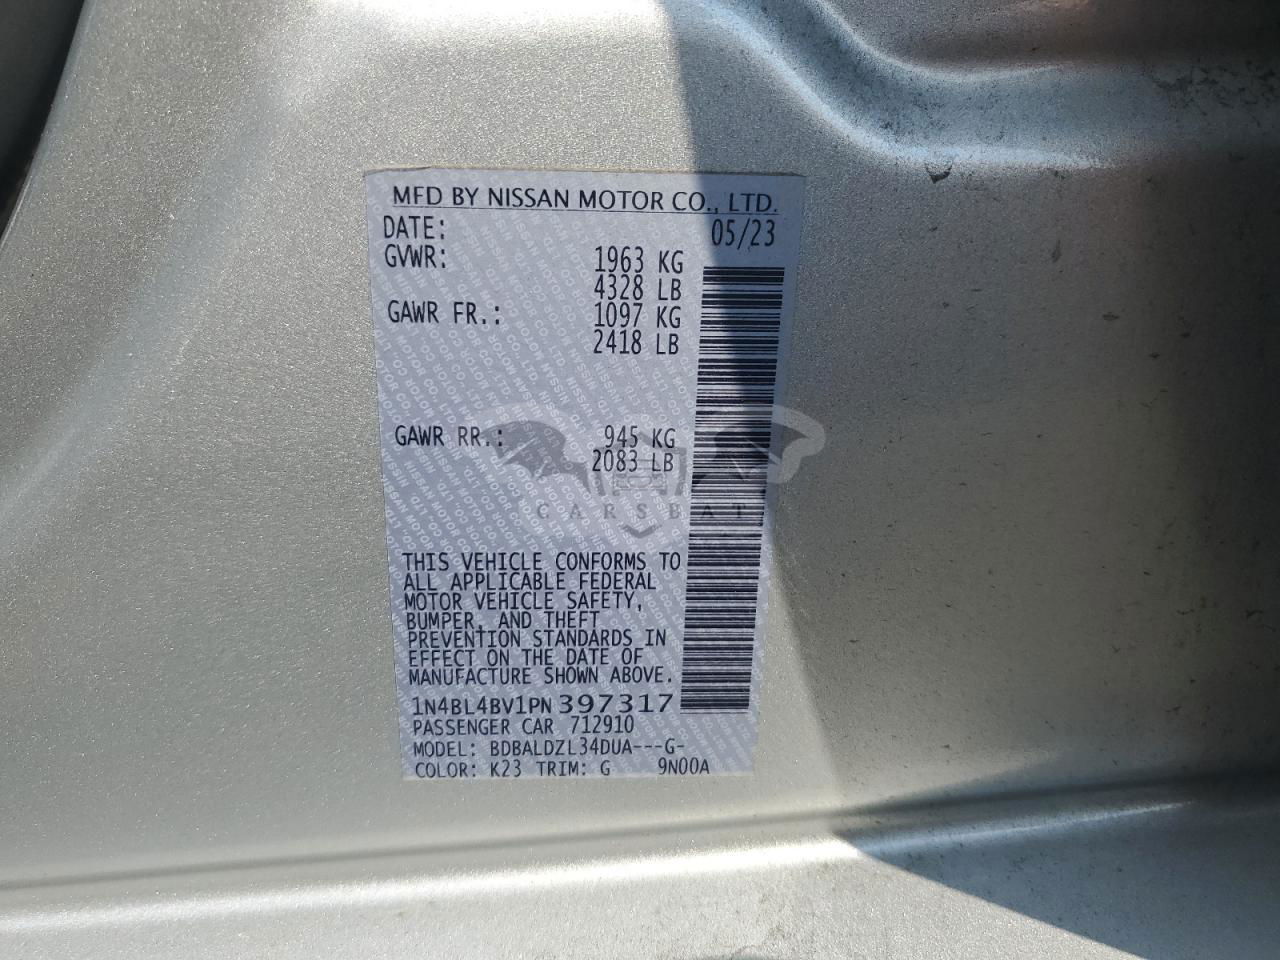 MFD BY NISSAN MOTOR CO., LTD.
DATE: 05/23
GVWR: 1963 KG
4328 LB
GAWR FR.: 1097 KG
2418 LB
GAWR RR.: 945 KG
2083 LB
CARSBAT
THIS VEHICLE CONFORMS TO
ALL APPLICABLE FEDERAL
MOTOR VEHICLE SAFETY,
BUMPER, AND THEFT
PREVENTION STANDARDS IN
EFFECT ON THE DATE OF
MANUFACTURE SHOWN ABOVE.
1N4BL4BV1PN397317
PASSENGER CAR 712910
MODEL: BDBALDZL34DUA---G-
COLOR: K23 TRIM: G 9N00A